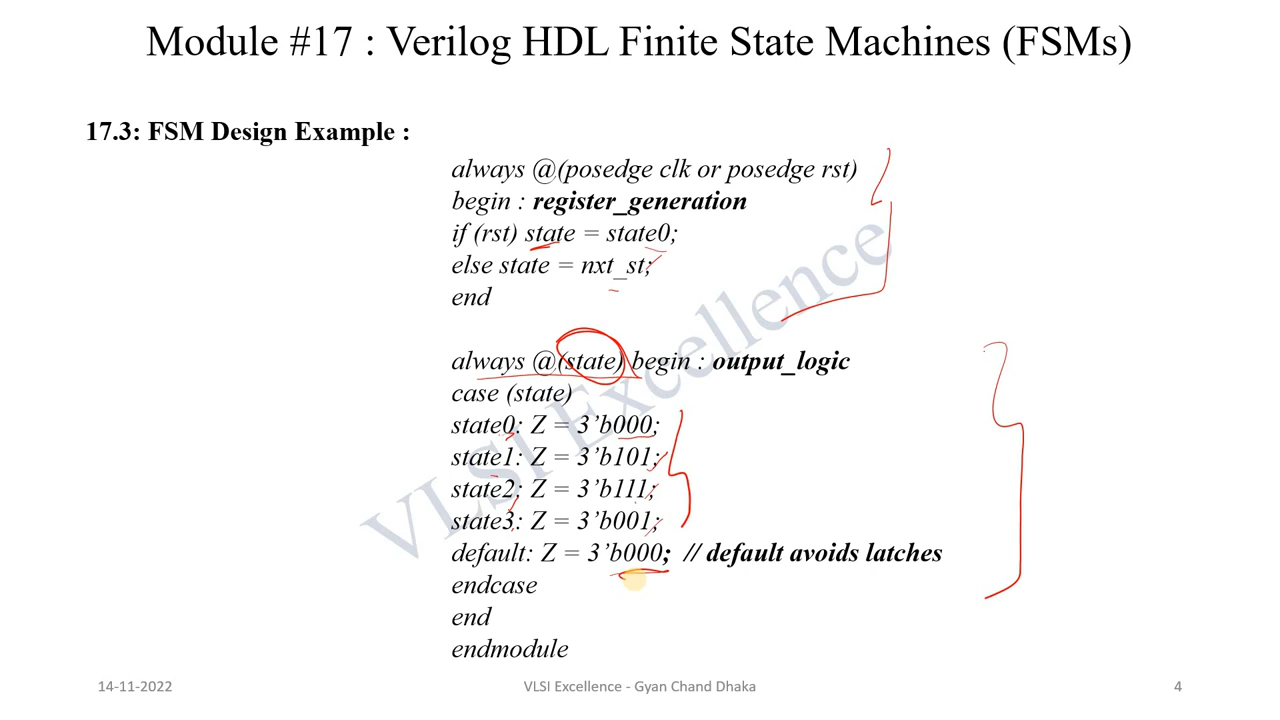 Module #17 : Verilog HDL Finite State Machines (FSMs)
17.3: FSM Design Example :
always @(posedge clk or posedge rst)
begin : register_generation
if (rst) state = state0;
else state = nxt_st;
end
always @(state) begin : output_logic
case (state)
state0: Z = 3’b000;
state1: Z = 3’b101;
state2: Z = 3’b111;
state3: Z = 3’b001;
default: Z = 3’b000; // default avoids latches
endcase
end
endmodule
VLSI Excellence
14-11-2022
VLSI Excellence - Gyan Chand Dhaka
4